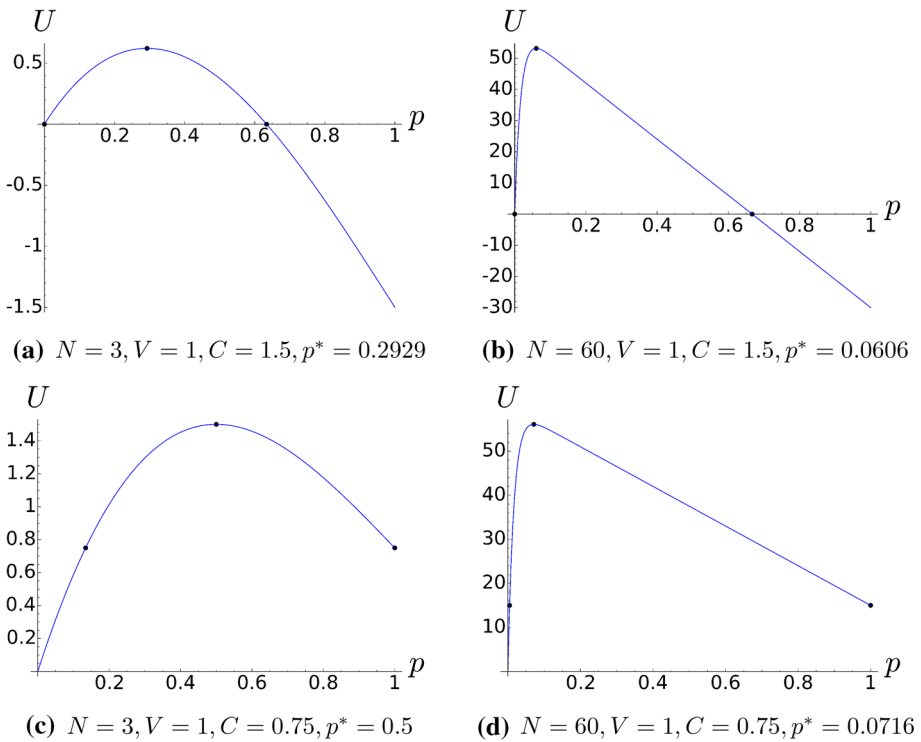 U
0.5
p
0.2 0.4 0.6 0.8 1
-0.5
-1
-1.5
(a) N = 3, V = 1, C = 1.5, p* = 0.2929
U
50
40
30
20
10
p
0.2 0.4 0.6 0.8 1
-10
-20
-30
(b) N = 60, V = 1, C = 1.5, p* = 0.0606
U
1.4
1.2
1
0.8
0.6
0.4
0.2
p
0.2 0.4 0.6 0.8 1
(c) N = 3, V = 1, C = 0.75, p* = 0.5
U
50
40
30
20
10
p
0.2 0.4 0.6 0.8 1
(d) N = 60, V = 1, C = 0.75, p* = 0.0716